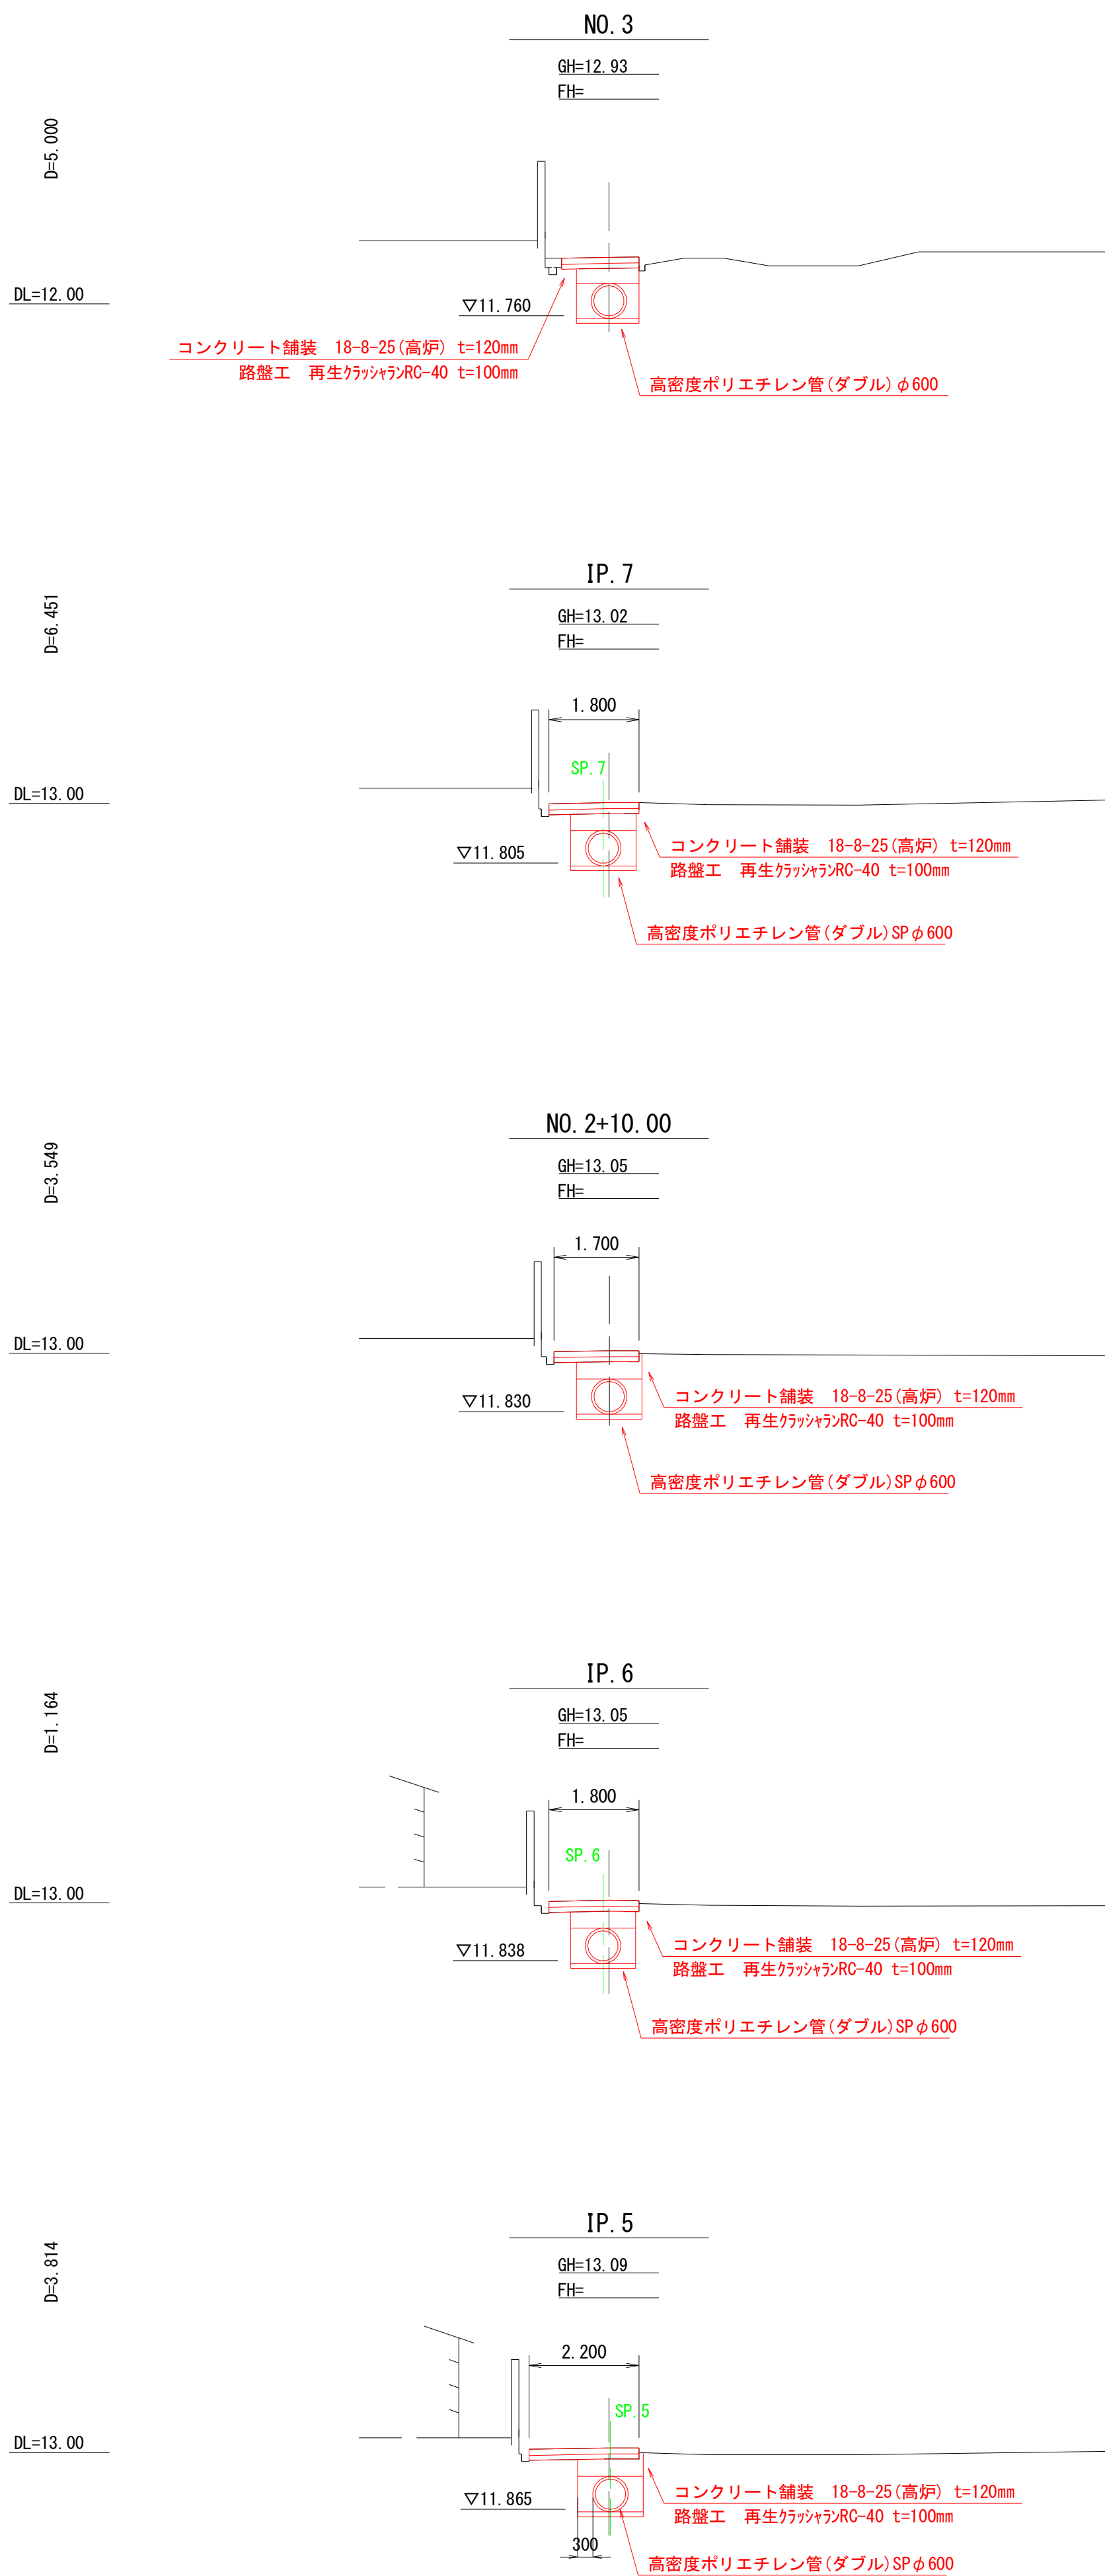 NO.3
GH=12.93
FH=
D=5.000
DL=12.00
▽11.760
コンクリート舗装 18-8-25(高炉) t=120mm
路盤工 再生ｸﾗｯｼｬﾗﾝRC-40 t=100mm
高密度ポリエチレン管(ダブル)φ600
IP.7
GH=13.02
FH=
D=6.451
1.800
SP.7
DL=13.00
▽11.805
コンクリート舗装 18-8-25(高炉) t=120mm
路盤工 再生ｸﾗｯｼｬﾗﾝRC-40 t=100mm
高密度ポリエチレン管(ダブル)SPφ600
NO.2+10.00
GH=13.05
FH=
D=3.549
1.700
DL=13.00
▽11.830
コンクリート舗装 18-8-25(高炉) t=120mm
路盤工 再生ｸﾗｯｼｬﾗﾝRC-40 t=100mm
高密度ポリエチレン管(ダブル)SPφ600
IP.6
GH=13.05
FH=
D=1.164
1.800
SP.6
DL=13.00
▽11.838
コンクリート舗装 18-8-25(高炉) t=120mm
路盤工 再生ｸﾗｯｼｬﾗﾝRC-40 t=100mm
高密度ポリエチレン管(ダブル)SPφ600
IP.5
GH=13.09
FH=
D=3.814
2.200
SP.5
DL=13.00
▽11.865
コンクリート舗装 18-8-25(高炉) t=120mm
路盤工 再生ｸﾗｯｼｬﾗﾝRC-40 t=100mm
300
高密度ポリエチレン管(ダブル)SPφ600